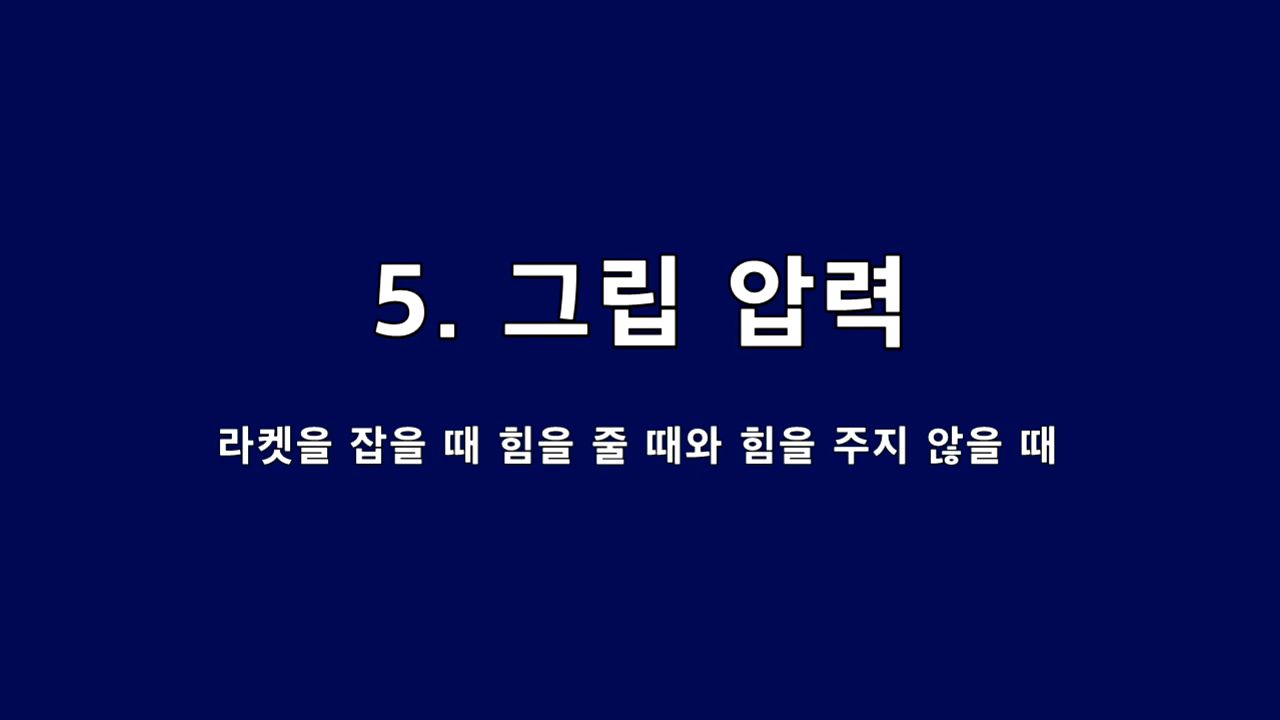 5. 그립 압력
라켓을 잡을 때 힘을 줄 때와 힘을 주지 않을 때